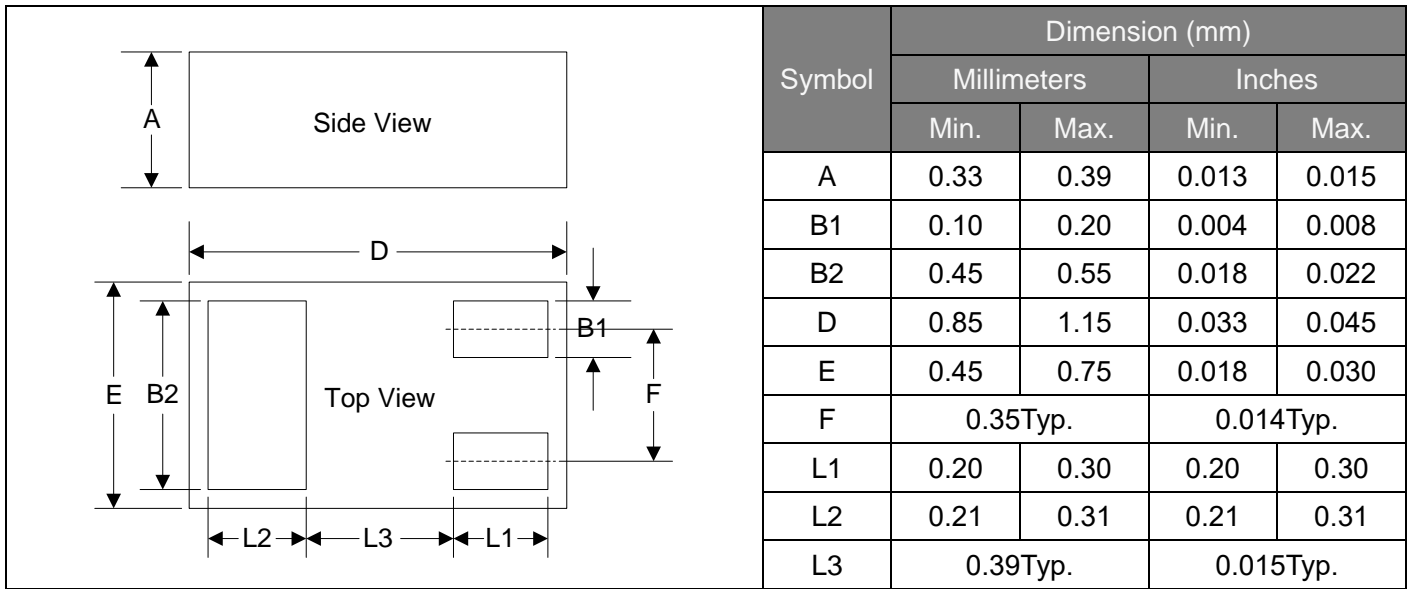 A
Side View
D
B1
E
B2
Top View
F
L2
L3
L1
Symbol Dimension (mm)
Millimeters Inches
Min. Max. Min. Max.
A 0.33 0.39 0.013 0.015
B1 0.10 0.20 0.004 0.008
B2 0.45 0.55 0.018 0.022
D 0.85 1.15 0.033 0.045
E 0.45 0.75 0.018 0.030
F 0.35Typ. 0.014Typ.
L1 0.20 0.30 0.20 0.30
L2 0.21 0.31 0.21 0.31
L3 0.39Typ. 0.015Typ.